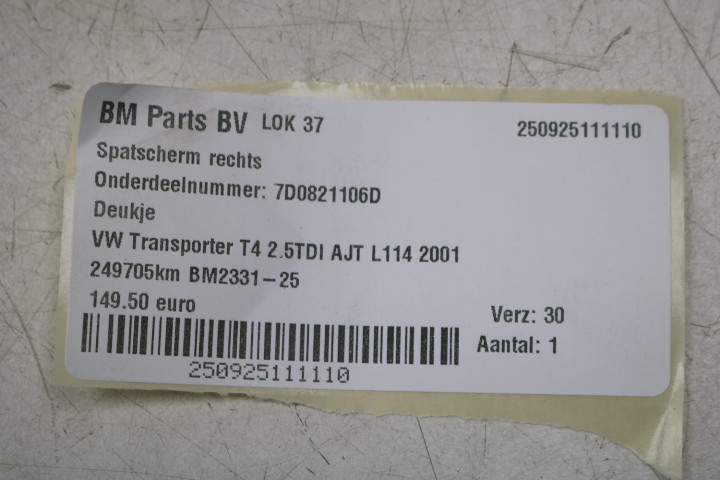 BM Parts BV LOK 37 250925111110
Spatscherm rechts
Onderdeelnummer: 7D0821106D
Deukje
VW Transporter T4 2.5TDI AJT L114 2001
249705km BM2331-25
149.50 euro
Verz: 30
Aantal: 1
250925111110